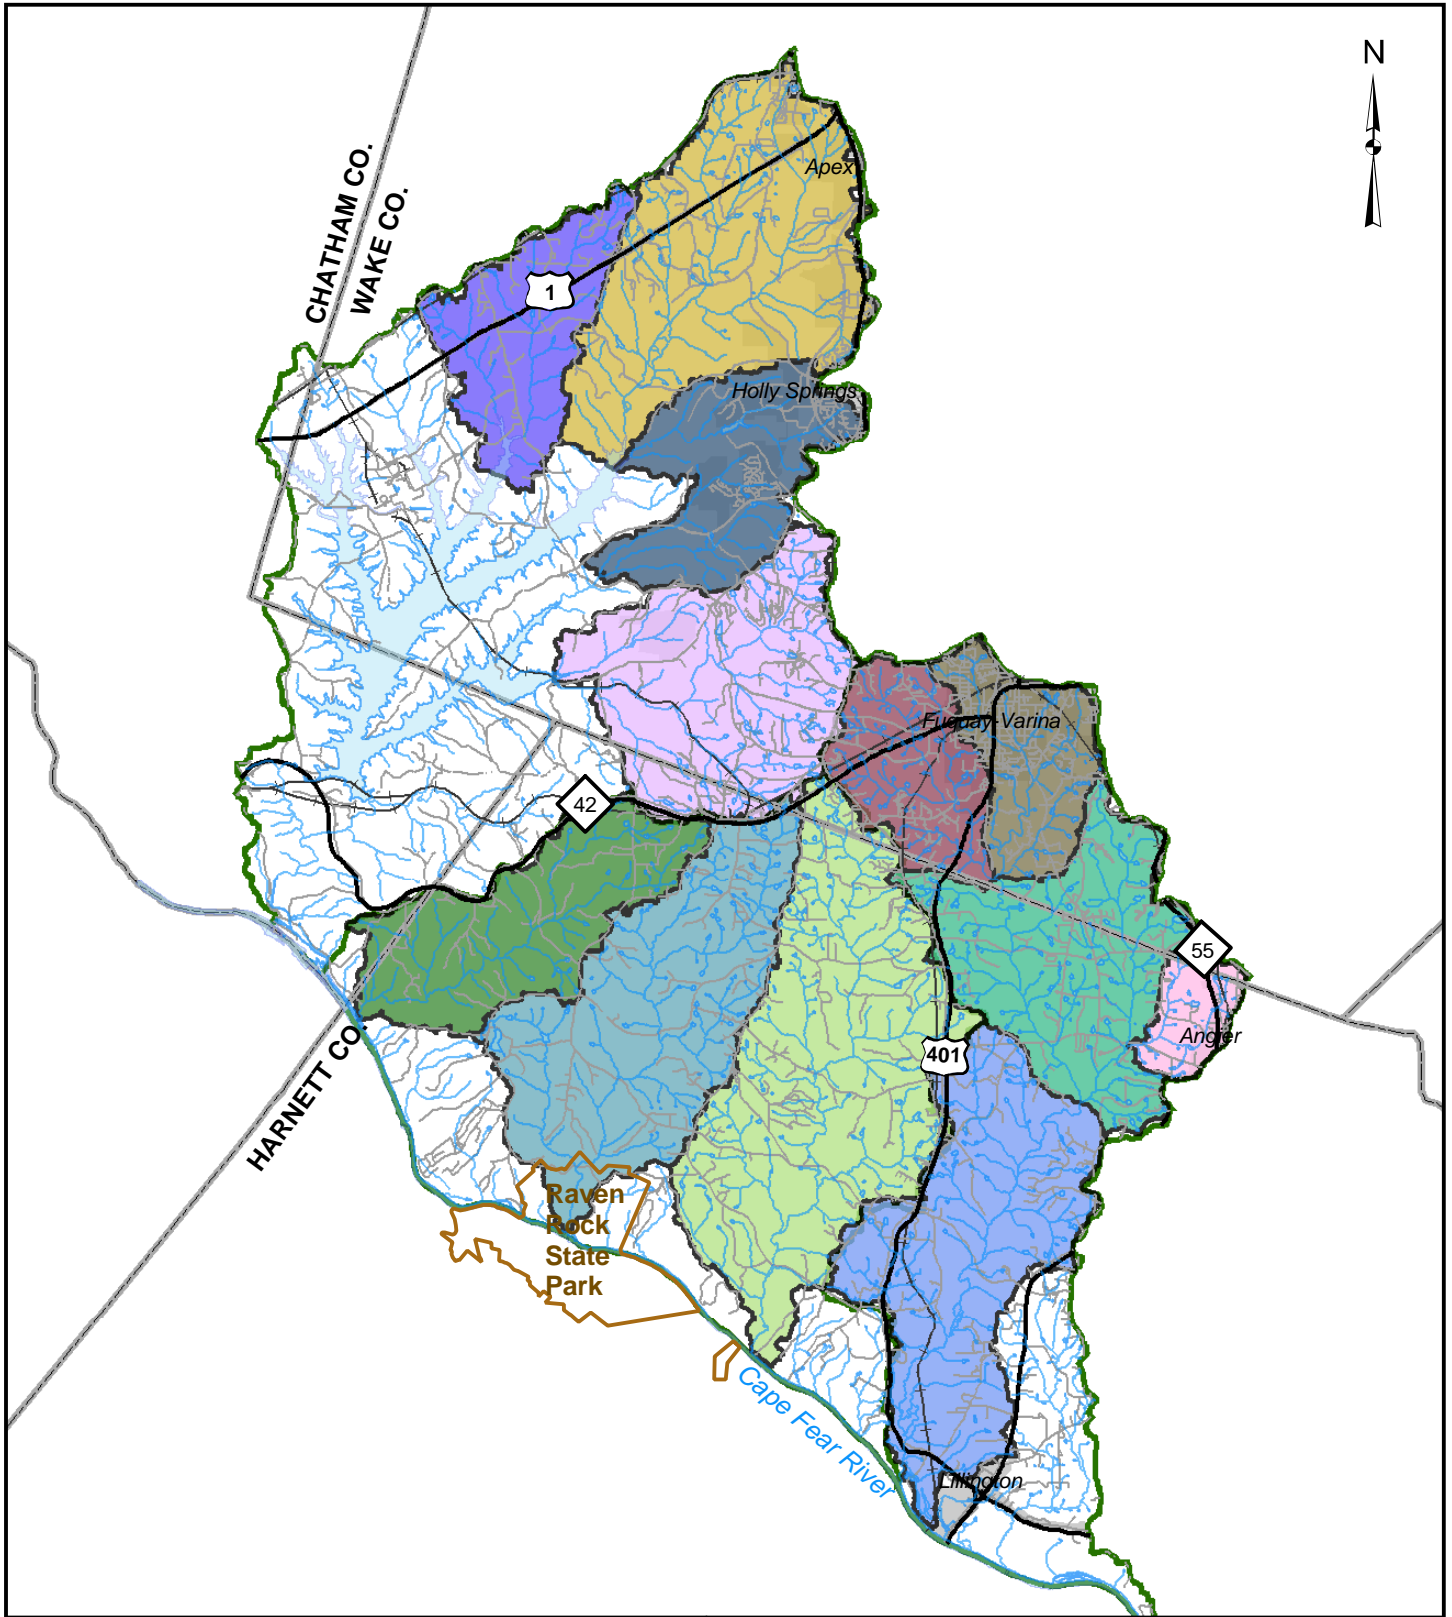 N
CHATHAM CO.
WAKE CO.
Apex
1
Holly Springs
Fuquay-Varina
42
55
Angier
401
HARNETT CO.
Raven
Rock
State
Park
Cape Fear River
Lillington